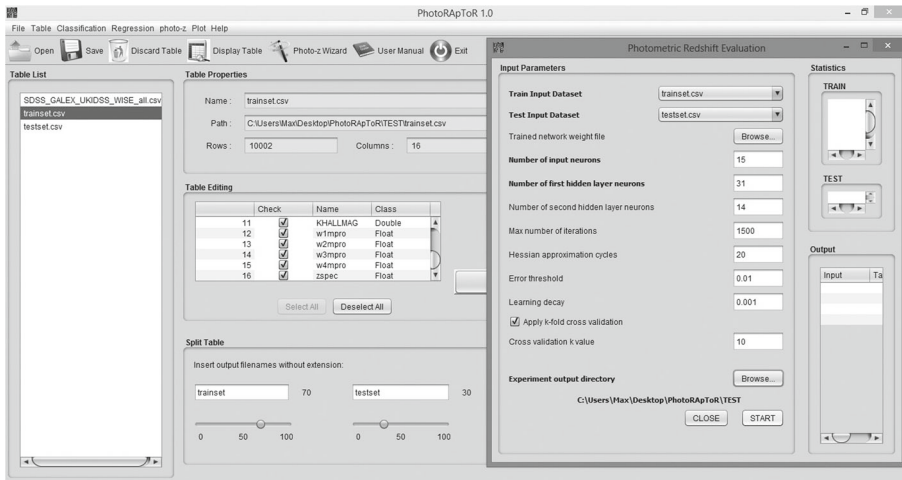 PhotoRApToR 1.0
File Table Classification Regression photo-z Plot Help
Open Save Discard Table Display Table Photo-z Wizard User Manual Exit
Table List
SDSS_GALEX_UKIDSS_WISE_all.csv
trainset.csv
testset.csv
Table Properties
Name : trainset.csv
Path : C:\Users\Max\Desktop\PhotoRApToR\TEST\trainset.csv
Rows : 10002 Columns : 16
Table Editing
Check Name Class
11 KHALLMAG Double
12 w1mpro Float
13 w2mpro Float
14 w3mpro Float
15 w4mpro Float
16 zspec Float
Select All Deselect All
Split Table
Insert output filenames without extension:
trainset 70 testset 30
0 50 100 0 50 100
Photometric Redshift Evaluation
Input Parameters
Train Input Dataset trainset.csv
Test Input Dataset testset.csv
Trained network weight file Browse...
Number of input neurons 15
Number of first hidden layer neurons 31
Number of second hidden layer neurons 14
Max number of iterations 1500
Hessian approximation cycles 20
Error threshold 0.01
Learning decay 0.001
Apply k-fold cross validation
Cross validation k value 10
Experiment output directory Browse...
C:\Users\Max\Desktop\PhotoRApToR\TEST
CLOSE START
Statistics
TRAIN
TEST
Output
Input Ta